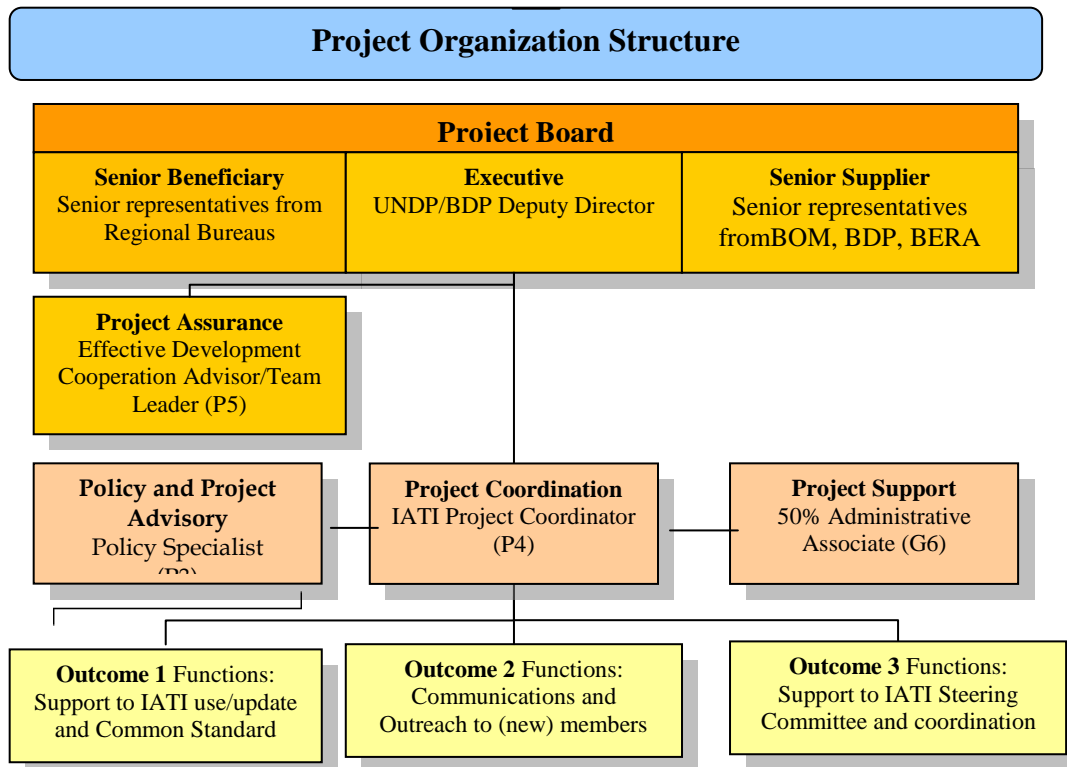 Project Organization Structure
Project Board
Senior Beneficiary
Senior representatives from
Regional Bureaus
Executive
UNDP/BDP Deputy Director
Senior Supplier
Senior representatives
fromBOM, BDP, BERA
Project Assurance
Effective Development
Cooperation Advisor/Team
Leader (P5)
Policy and Project
Advisory
Policy Specialist
Project Coordination
IATI Project Coordinator
(P4)
Project Support
50% Administrative
Associate (G6)
Outcome 1 Functions:
Support to IATI use/update
and Common Standard
Outcome 2 Functions:
Communications and
Outreach to (new) members
Outcome 3 Functions:
Support to IATI Steering
Committee and coordination